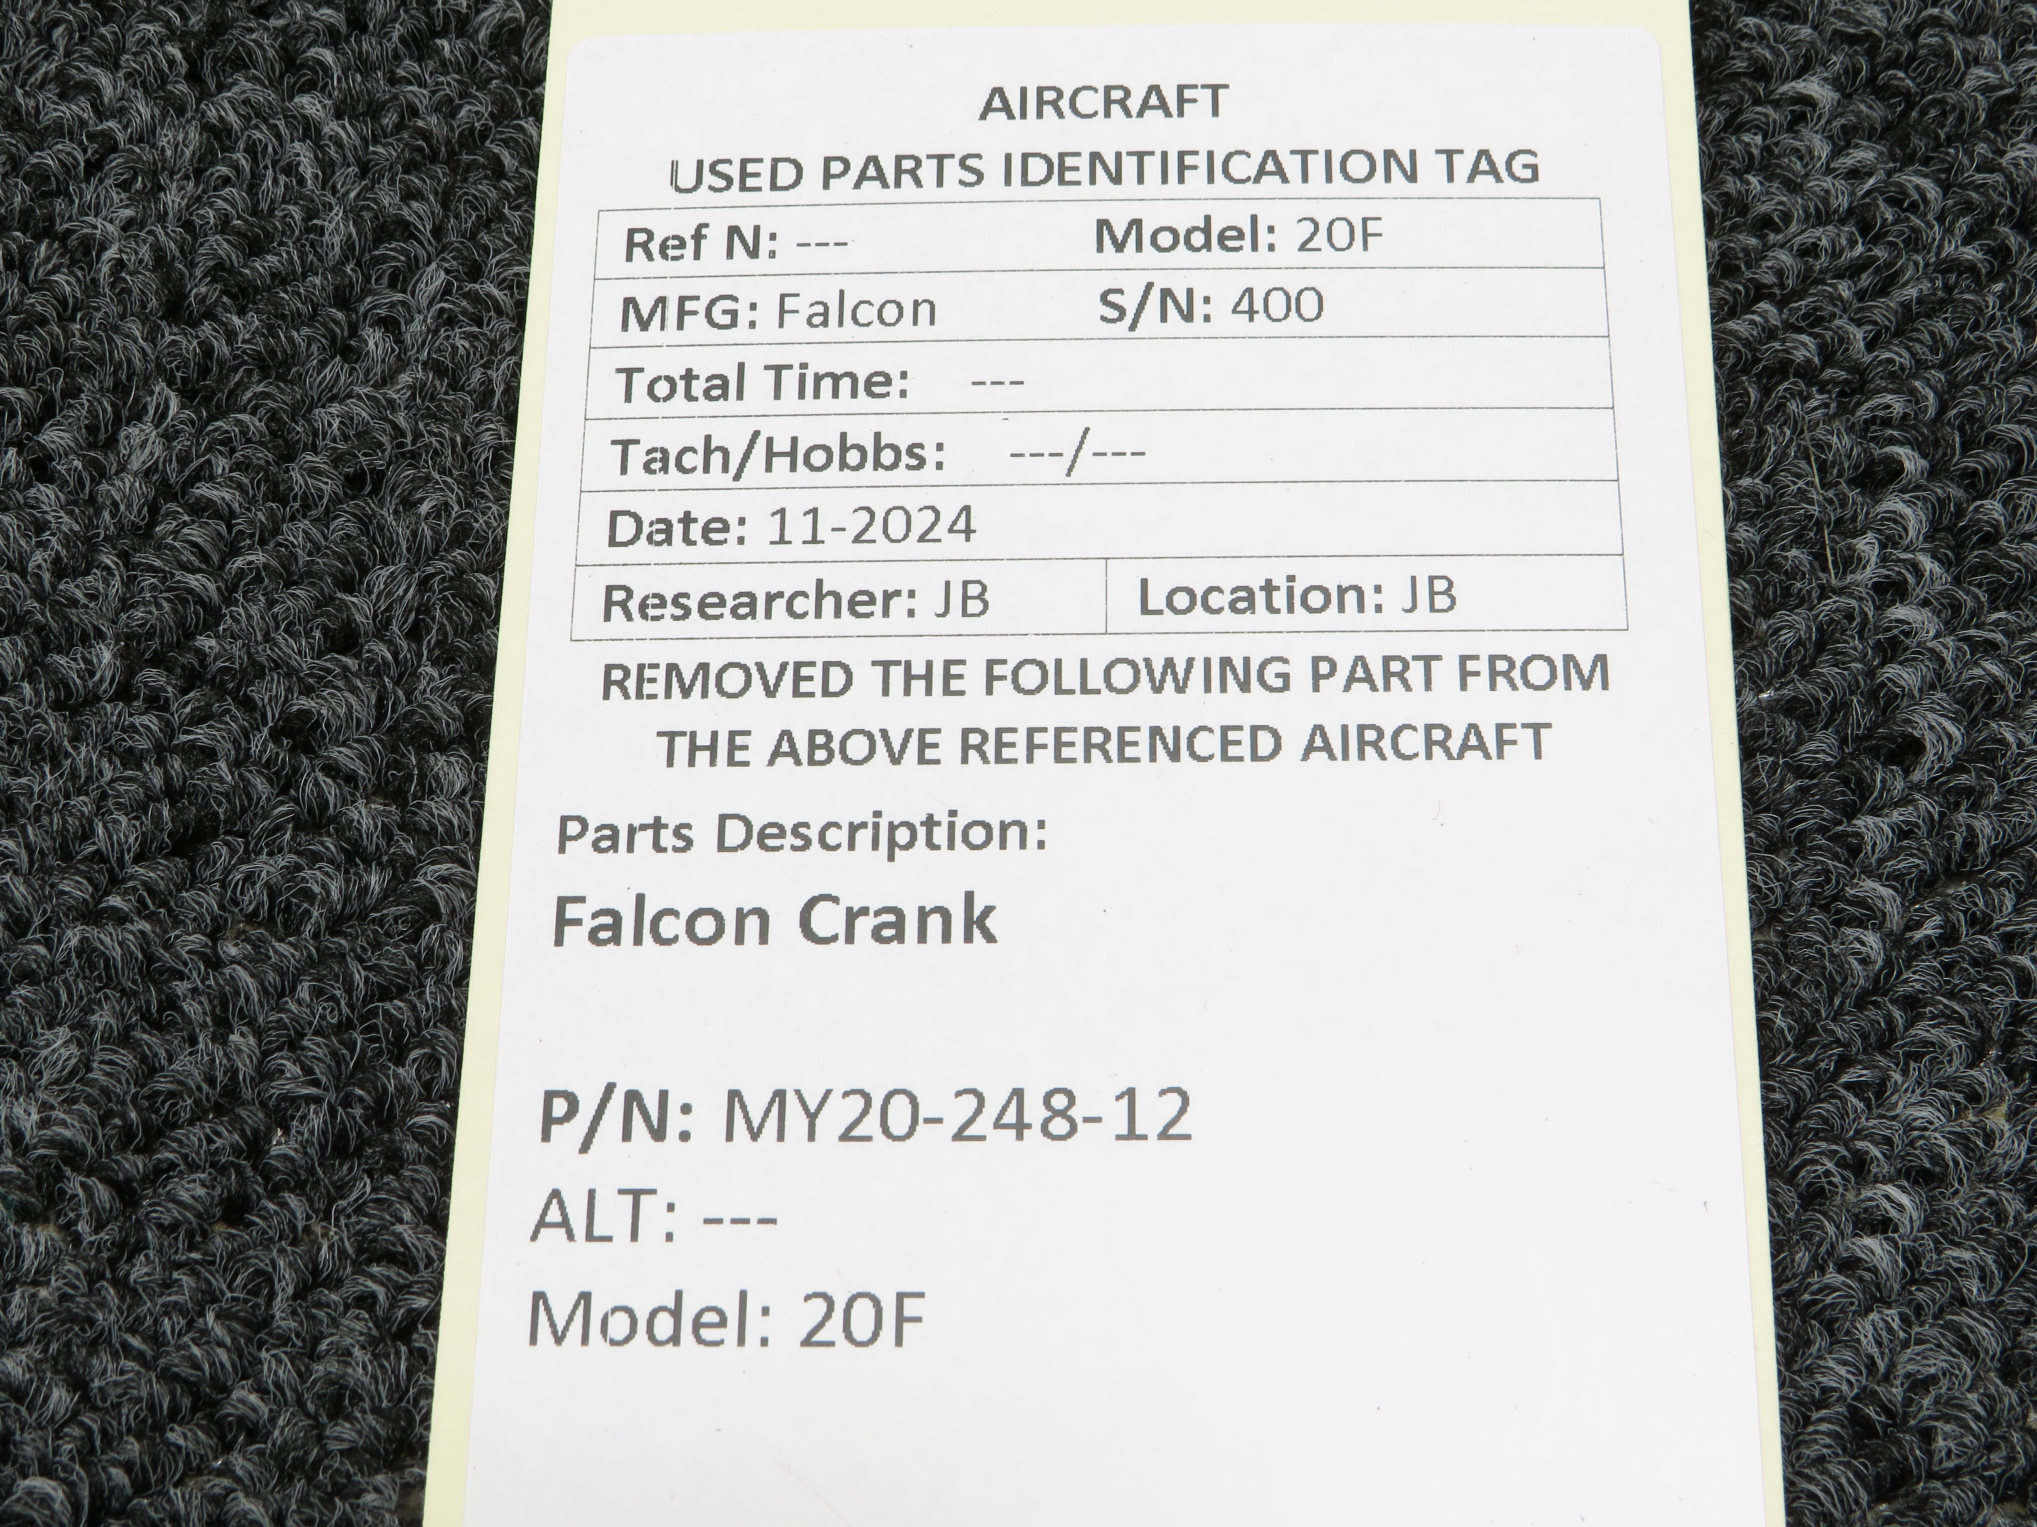 AIRCRAFT
USED PARTS IDENTIFICATION TAG
Ref N: --- Model: 20F
MFG: Falcon S/N: 400
Total Time: ---
Tach/Hobbs: ---/---
Date: 11-2024
Researcher: JB Location: JB
REMOVED THE FOLLOWING PART FROM
THE ABOVE REFERENCED AIRCRAFT
Parts Description:
Falcon Crank
P/N: MY20-248-12
ALT: ---
Model: 20F